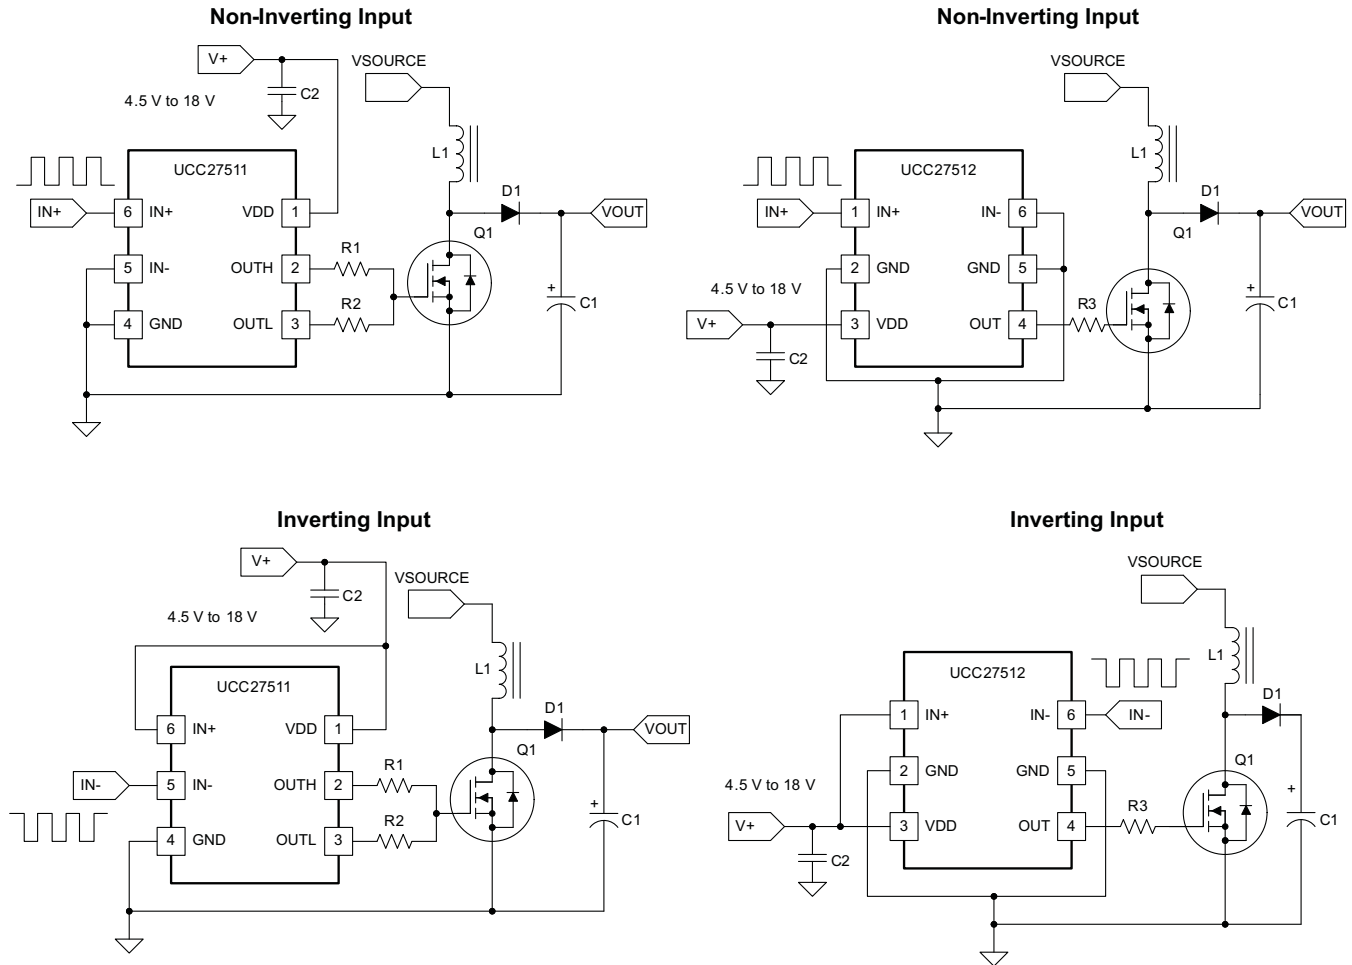 Non-Inverting Input
V+
C2
4.5 V to 18 V
VSOURCE
L1
UCC27511
IN+
6 IN+
VDD 1
D1
VOUT
Q1
5 IN-
OUTH 2
R1
4 GND
OUTL 3
R2
+
C1
Non-Inverting Input
VSOURCE
L1
UCC27512
IN+
1 IN+
IN- 6
D1
VOUT
Q1
2 GND
GND 5
4.5 V to 18 V
V+
3 VDD
OUT 4
R3
C2
+
C1
Inverting Input
V+
C2
4.5 V to 18 V
VSOURCE
L1
UCC27511
6 IN+
VDD 1
D1
VOUT
Q1
IN-
5 IN-
OUTH 2
R1
4 GND
OUTL 3
R2
+
C1
Inverting Input
VSOURCE
L1
UCC27512
1 IN+
IN- 6
IN-
D1
Q1
2 GND
GND 5
4.5 V to 18 V
V+
3 VDD
OUT 4
R3
C2
+
C1